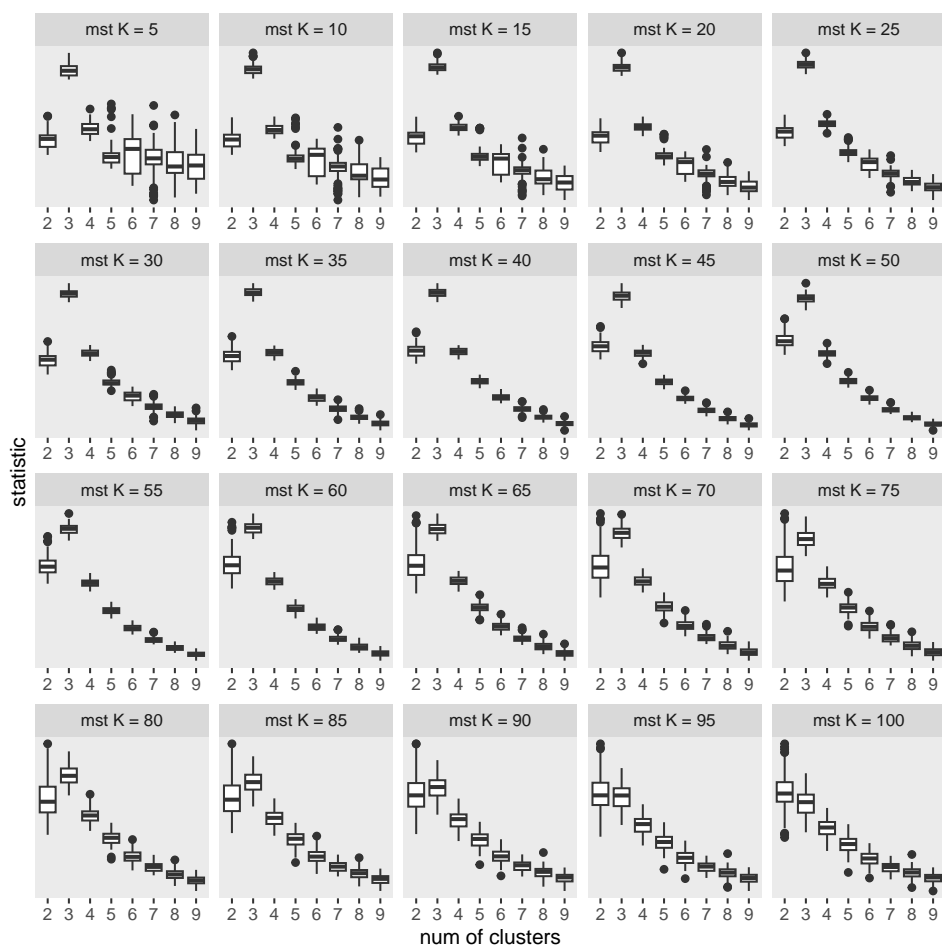 mst K = 5 mst K = 10 mst K = 15 mst K = 20 mst K = 25
2 3 4 5 6 7 8 9 2 3 4 5 6 7 8 9 2 3 4 5 6 7 8 9 2 3 4 5 6 7 8 9 2 3 4 5 6 7 8 9
mst K = 30 mst K = 35 mst K = 40 mst K = 45 mst K = 50
2 3 4 5 6 7 8 9 2 3 4 5 6 7 8 9 2 3 4 5 6 7 8 9 2 3 4 5 6 7 8 9 2 3 4 5 6 7 8 9
statistic
mst K = 55 mst K = 60 mst K = 65 mst K = 70 mst K = 75
2 3 4 5 6 7 8 9 2 3 4 5 6 7 8 9 2 3 4 5 6 7 8 9 2 3 4 5 6 7 8 9 2 3 4 5 6 7 8 9
mst K = 80 mst K = 85 mst K = 90 mst K = 95 mst K = 100
2 3 4 5 6 7 8 9 2 3 4 5 6 7 8 9 2 3 4 5 6 7 8 9 2 3 4 5 6 7 8 9 2 3 4 5 6 7 8 9
num of clusters